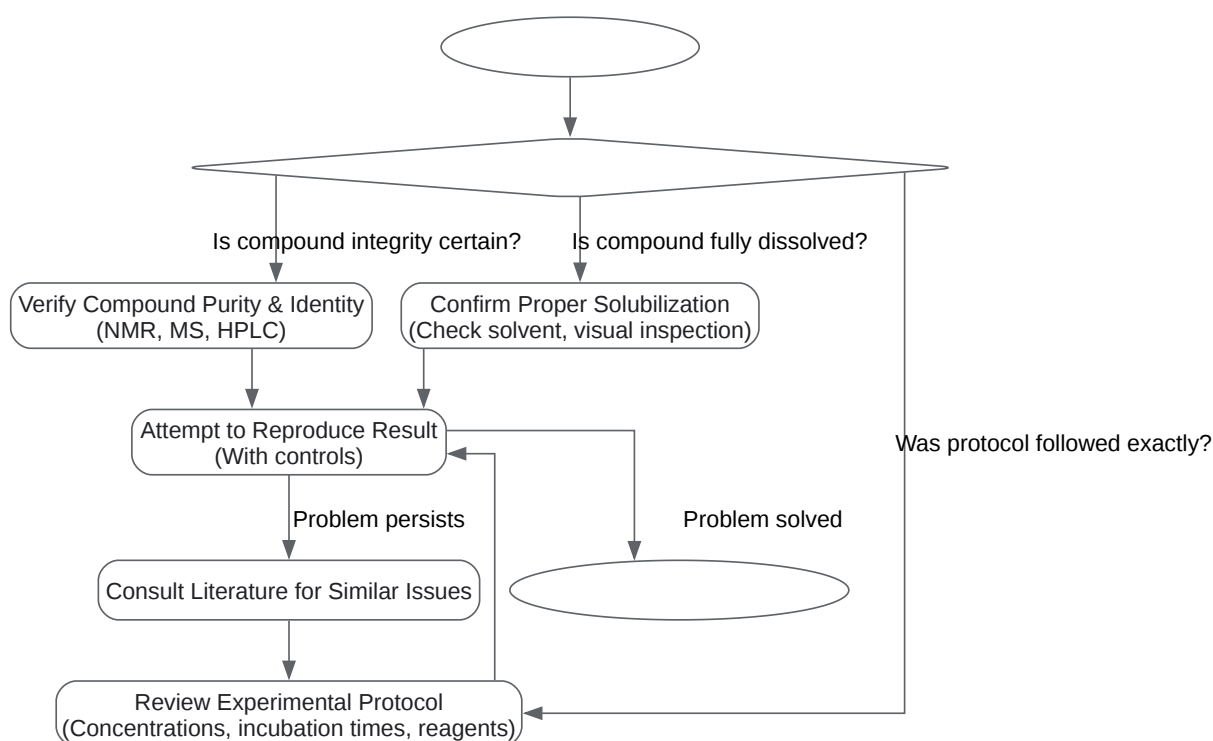 Is compound integrity certain?
Is compound fully dissolved?
Verify Compound Purity & Identity
(NMR, MS, HPLC)
Confirm Proper Solubilization
(Check solvent, visual inspection)
Attempt to Reproduce Result
(With controls)
Was protocol followed exactly?
Problem persists
Problem solved
Consult Literature for Similar Issues
Review Experimental Protocol
(Concentrations, incubation times, reagents)